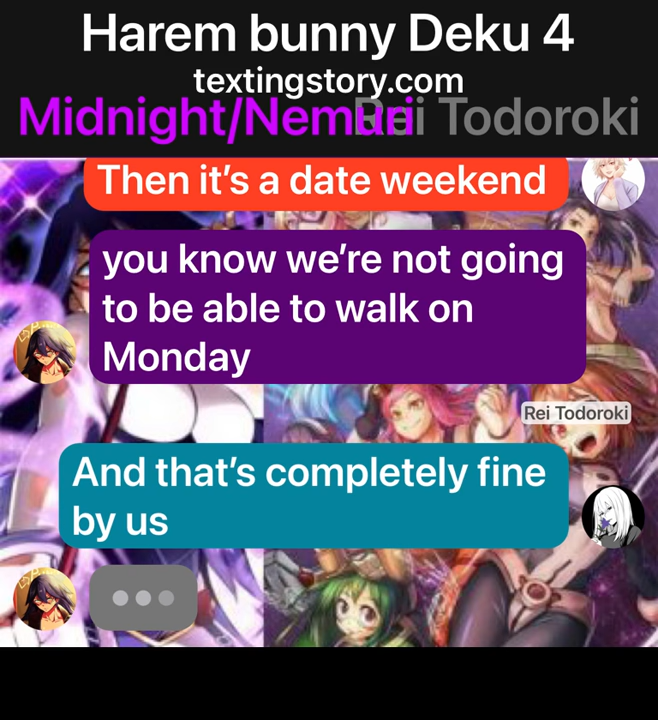 Harem bunny Deku 4
textingstory.com
Midnight/Nemuri
Rei Todoroki
Then it's a date weekend
you know we're not going
to be able to walk on
Monday
Rei Todoroki
And that's completely fine
by us